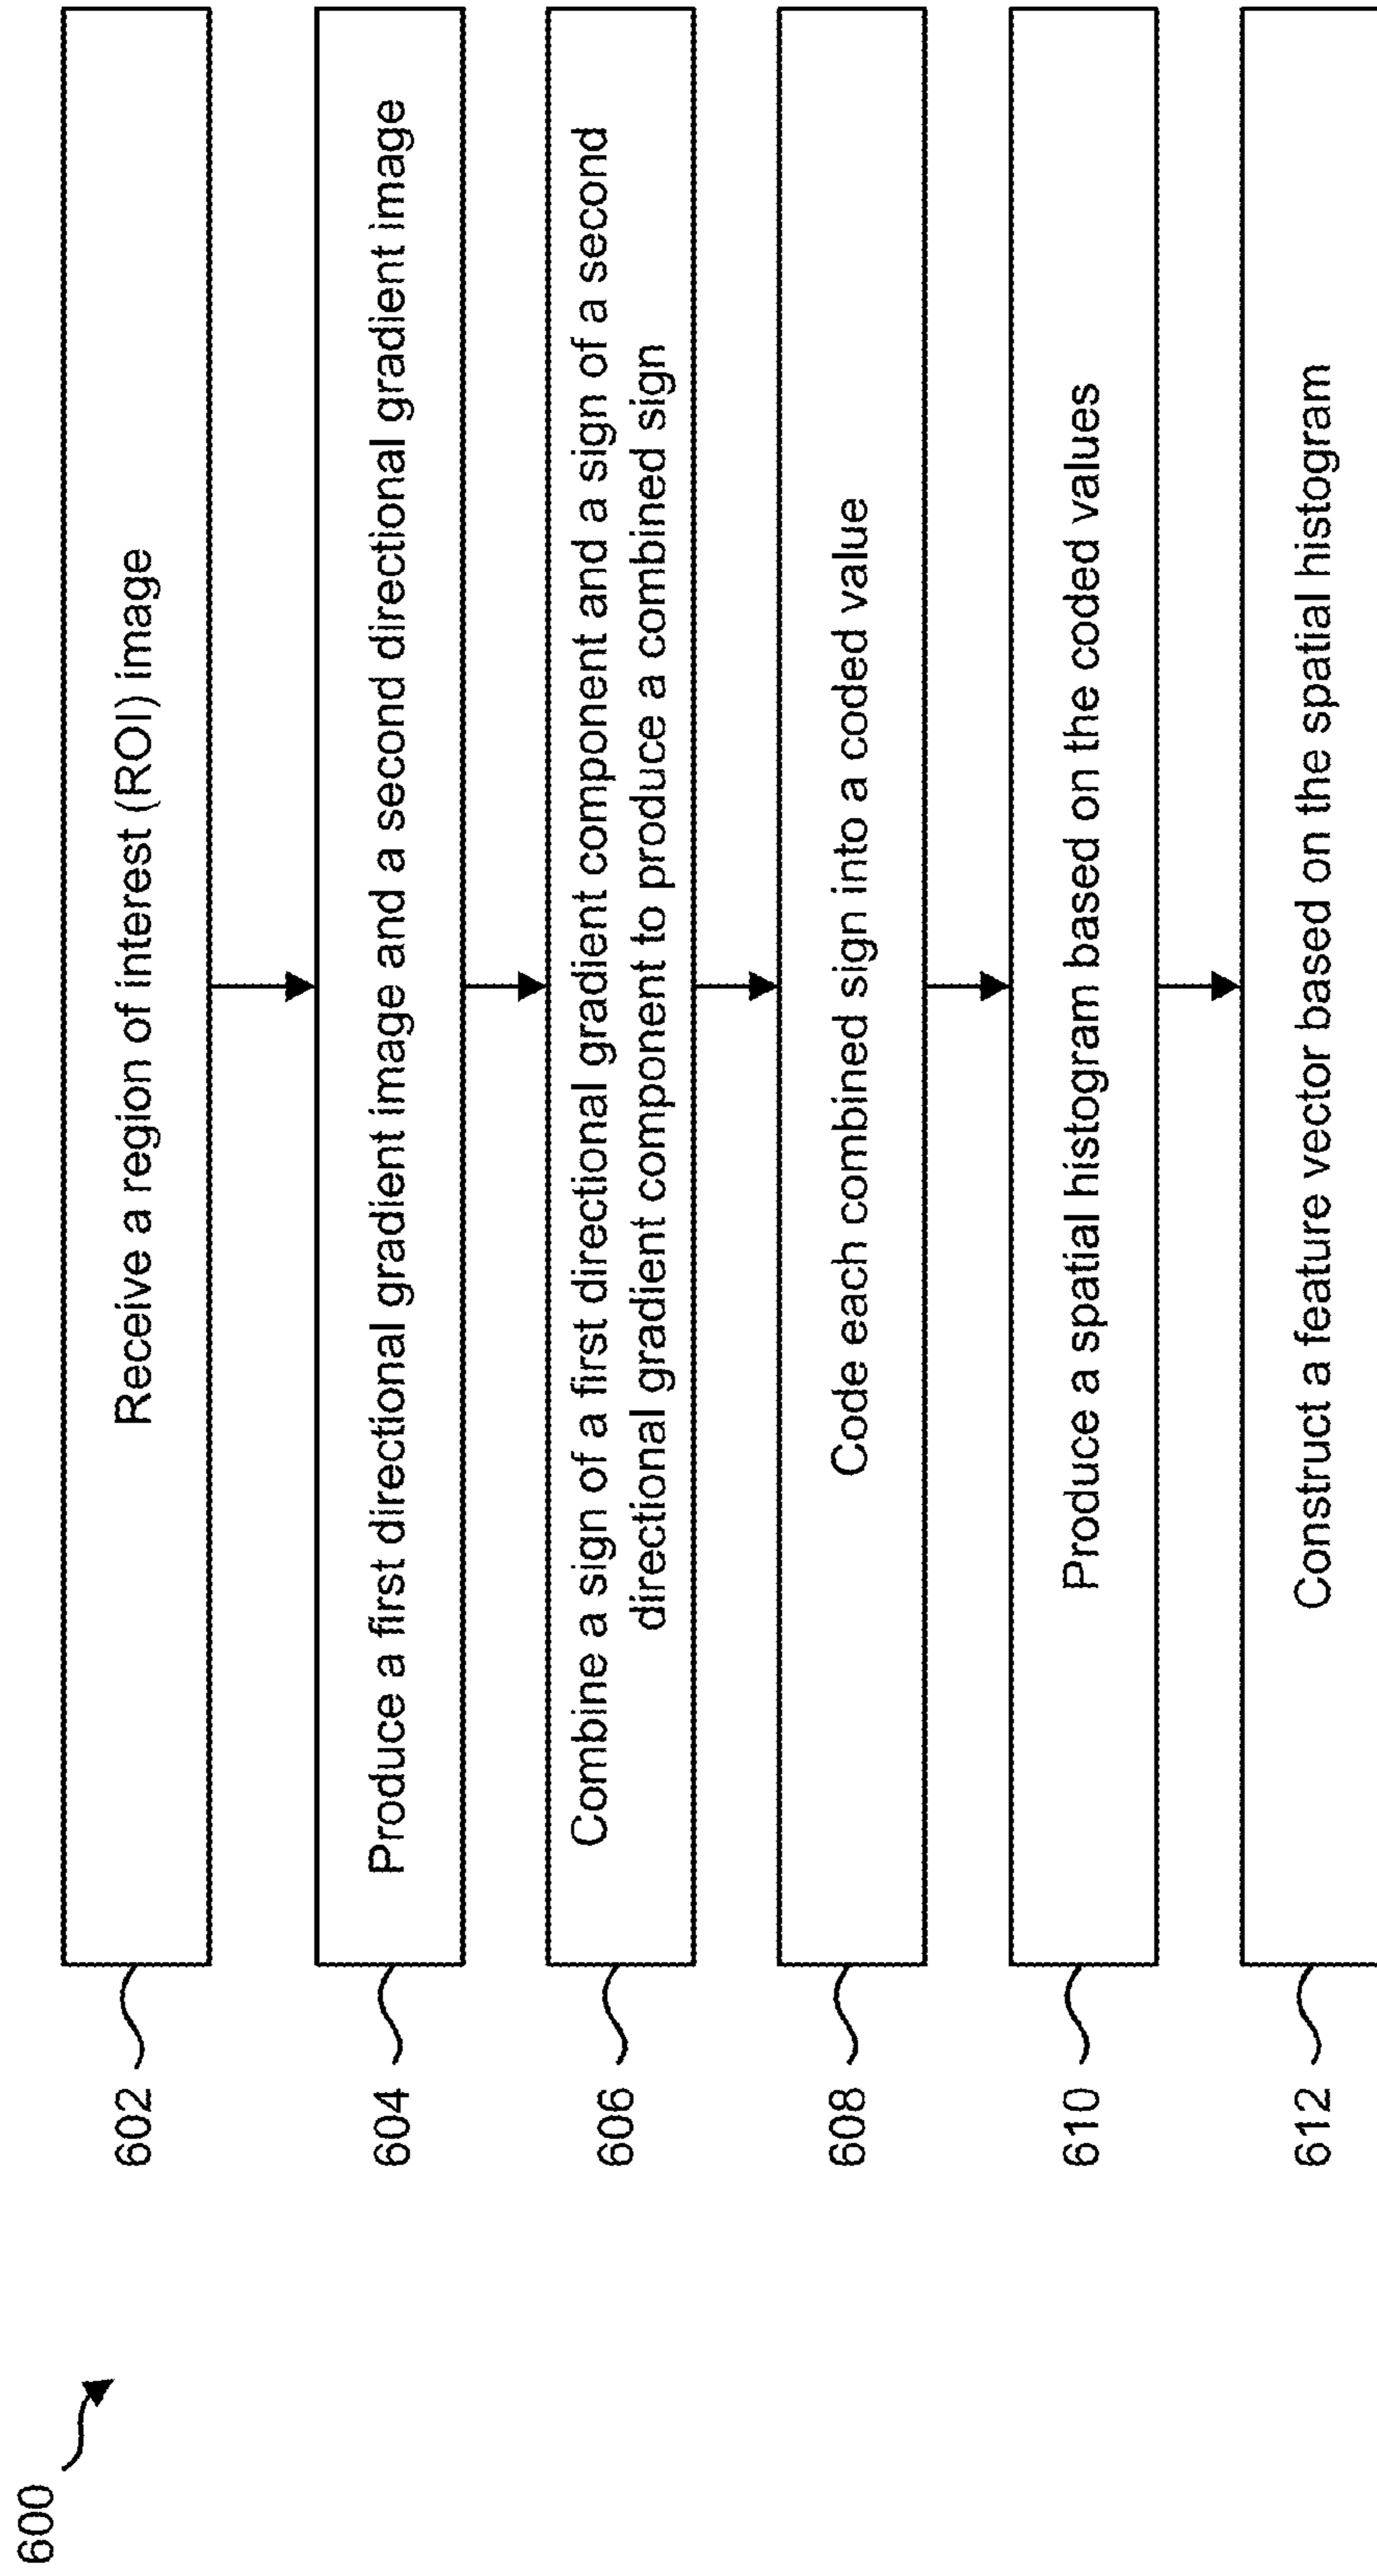 600
602
Receive a region of interest (ROI) image
604
Produce a first directional gradient image and a second directional gradient image
606
Combine a sign of a first directional gradient component and a sign of a second
directional gradient component to produce a combined sign
608
Code each combined sign into a coded value
610
Produce a spatial histogram based on the coded values
612
Construct a feature vector based on the spatial histogram